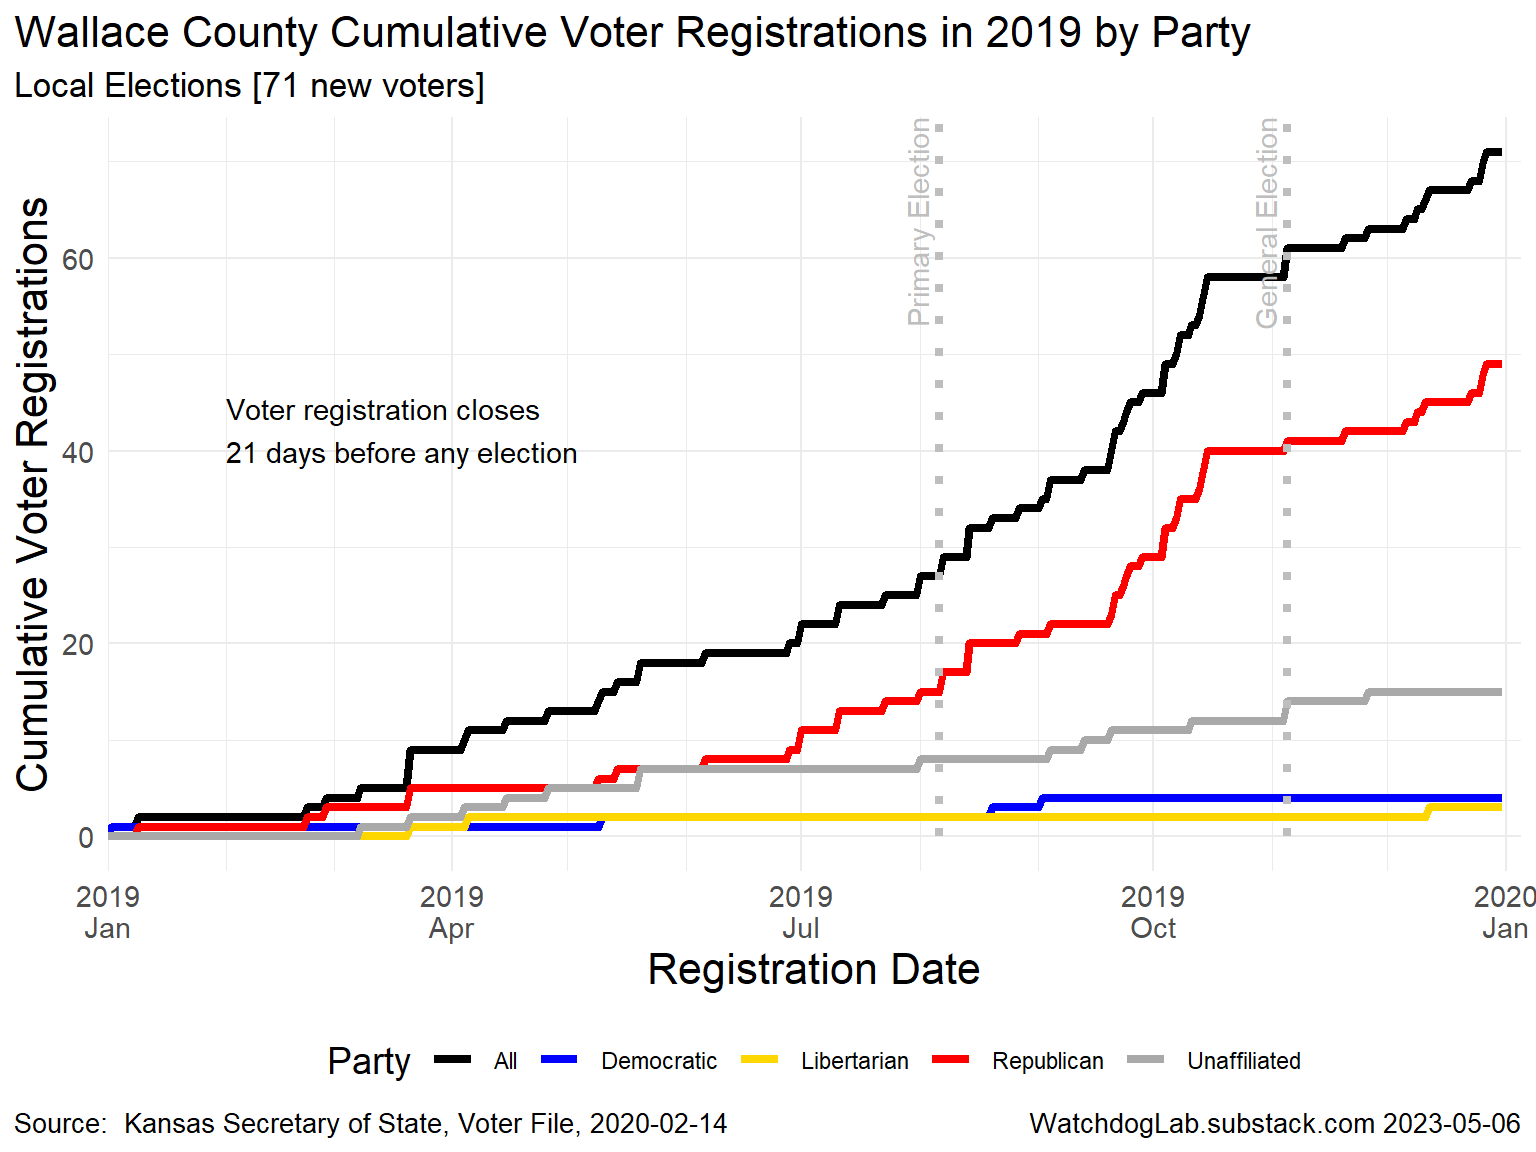 Wallace County Cumulative Voter Registrations in 2019 by Party
Local Elections [71 new voters]
Cumulative Voter Registrations
60
40
20
0
Primary Election
General Election
Voter registration closes
21 days before any election
2019 2019 2019 2019 2020
Jan Apr Jul Oct Jan
Registration Date
Party All Democratic Libertarian Republican Unaffiliated
Source:  Kansas Secretary of State, Voter File, 2020-02-14
WatchdogLab.substack.com 2023-05-06